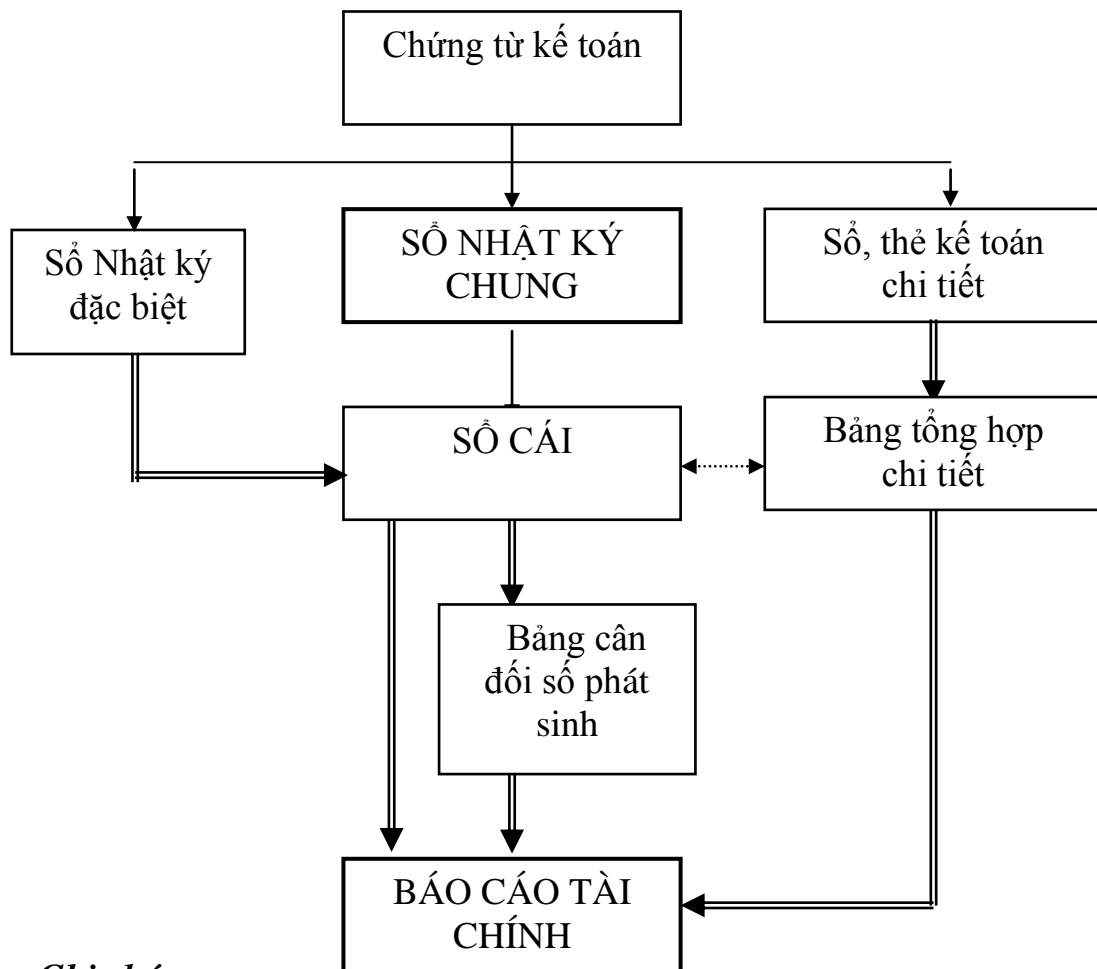 Chứng từ kế toán
Sổ Nhật ký
đặc biệt
SỔ NHẬT KÝ
CHUNG
Sổ, thẻ kế toán
chi tiết
SỔ CÁI
Bảng tổng hợp
chi tiết
Bảng cân
đối số phát
sinh
BÁO CÁO TÀI
CHÍNH